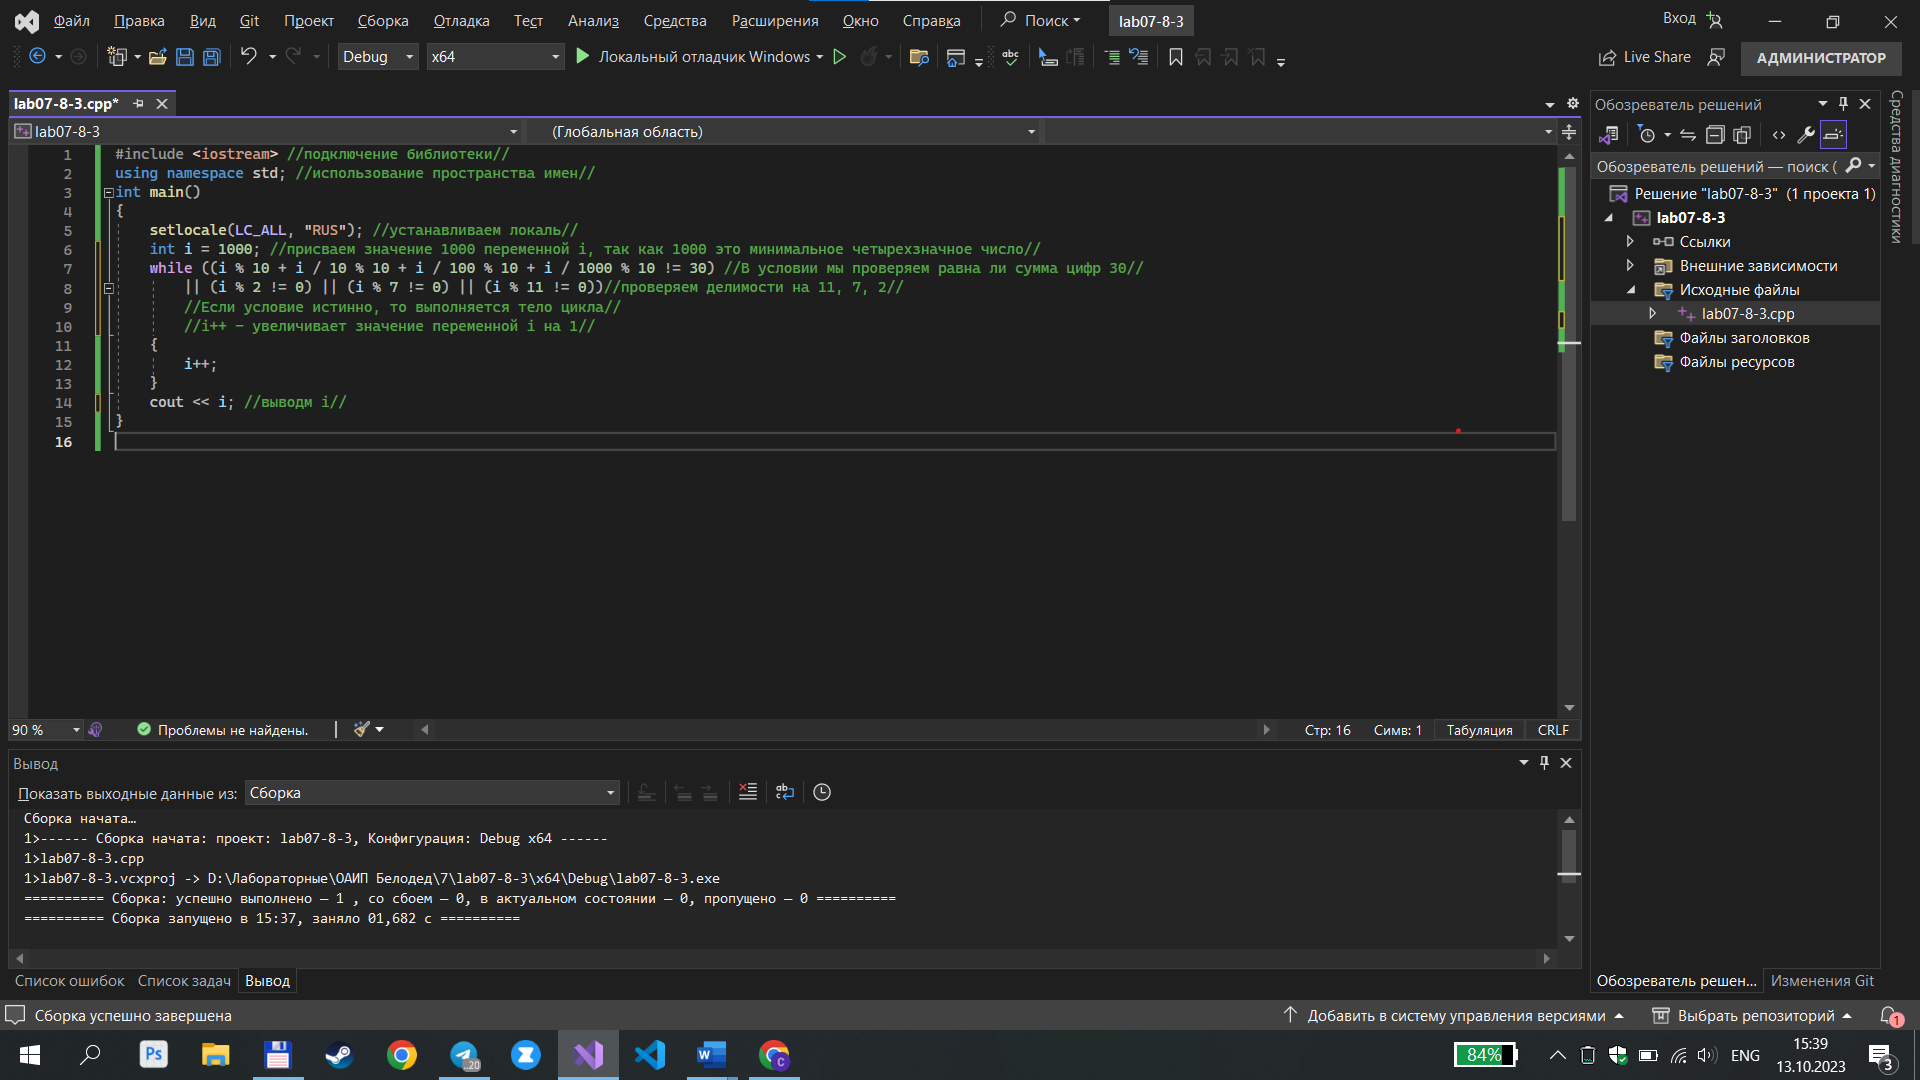 Файл Правка Вид Git Проект Сборка Отладка Тест Анализ Средства Расширения Окно Справка Поиск lab07-8-3 Вход
Debug x64 Локальный отладчик Windows Live Share АДМИНИСТРАТОР
lab07-8-3.cpp*
lab07-8-3 (Глобальная область)
1 #include <iostream> //подключение библиотеки//
2 using namespace std; //использование пространства имен//
3 int main()
4 {
5 setlocale(LC_ALL, "RUS"); //устанавливаем локаль//
6 int i = 1000; //присваем значение 1000 переменной i, так как 1000 это минимальное четырехзначное число//
7 while ((i % 10 + i / 10 % 10 + i / 100 % 10 + i / 1000 % 10 != 30) //В условии мы проверяем равна ли сумма цифр 30//
8 || (i % 2 != 0) || (i % 7 != 0) || (i % 11 != 0))//проверяем делимости на 11, 7, 2//
9 //Если условие истинно, то выполняется тело цикла//
10 //i++ - увеличивает значение переменной i на 1//
11 {
12 i++;
13 }
14 cout << i; //выводм i//
15 }
16
90 % Проблемы не найдены. Стр: 16 Симв: 1 Табуляция CRLF
Вывод
Показать выходные данные из: Сборка
Сборка начата…
1>------ Сборка начата: проект: lab07-8-3, Конфигурация: Debug x64 ------
1>lab07-8-3.cpp
1>lab07-8-3.vcxproj -> D:\Лабораторные\ОАИП Белодед\7\lab07-8-3\x64\Debug\lab07-8-3.exe
========== Сборка: успешно выполнено — 1 , со сбоем — 0, в актуальном состоянии — 0, пропущено — 0 ==========
========== Сборка запущено в 15:37, заняло 01,682 с ==========
Список ошибок Список задач Вывод
Обозреватель решений
Обозреватель решений — поиск (
Решение "lab07-8-3" (1 проекта 1)
lab07-8-3
Ссылки
Внешние зависимости
Исходные файлы
lab07-8-3.cpp
Файлы заголовков
Файлы ресурсов
Обозреватель решен... Изменения Git
Средства диагностики
Сборка успешно завершена Добавить в систему управления версиями Выбрать репозиторий 1
Ps ..20 84% ENG 15:39
13.10.2023 3